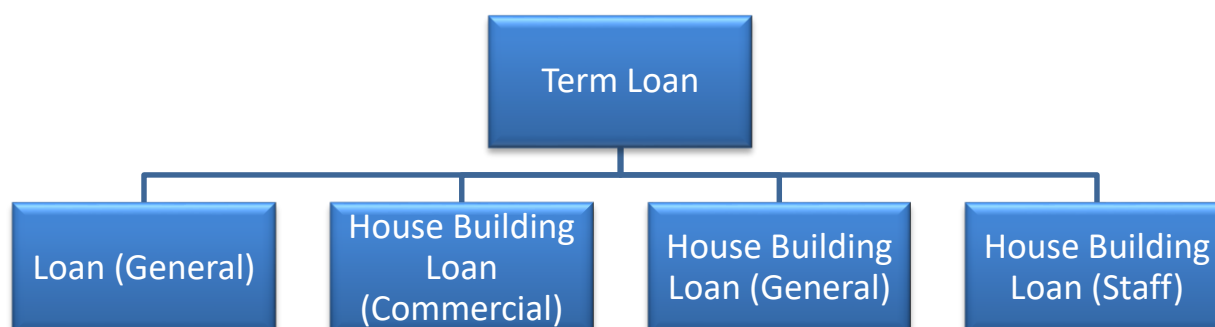 Term Loan
Loan (General)
House Building
Loan
(Commercial)
House Building
Loan (General)
House Building
Loan (Staff)